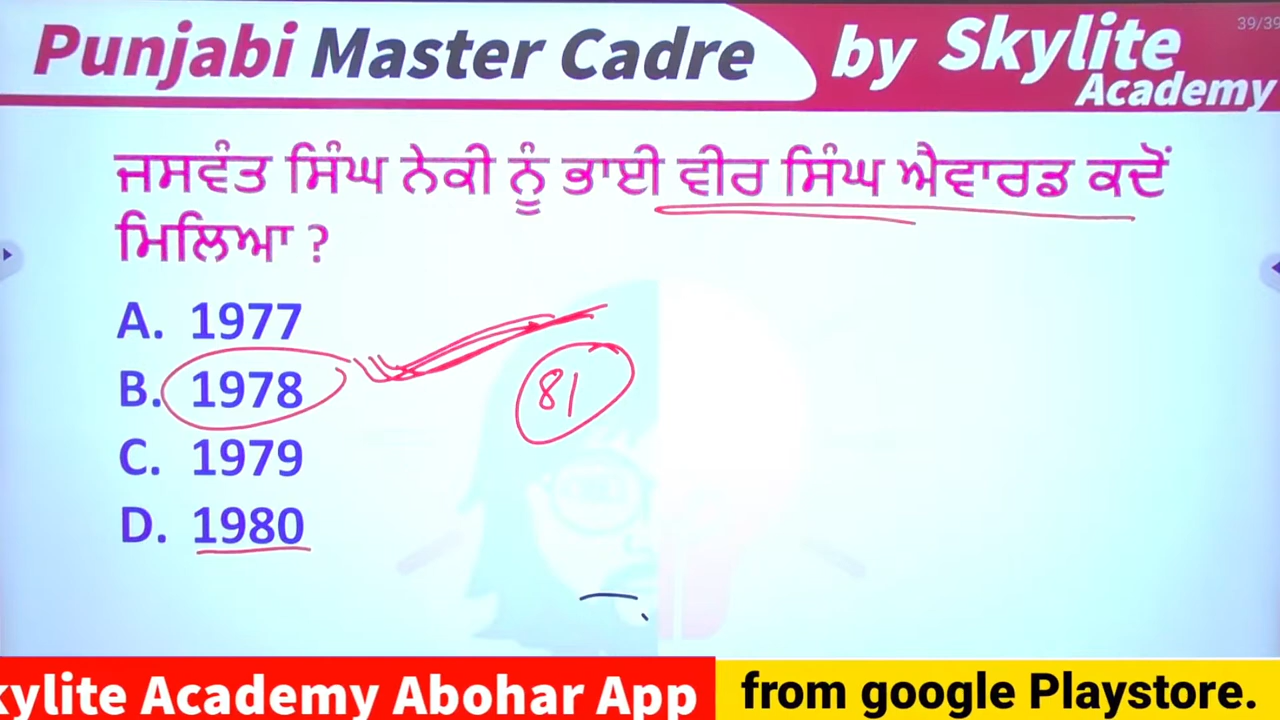 Punjabi Master Cadre by Skylite Academy
39/39
ਜਸਵੰਤ ਸਿੰਘ ਨੇਕੀ ਨੂੰ ਭਾਈ ਵੀਰ ਸਿੰਘ ਐਵਾਰਡ ਕਦੋਂ
ਮਿਲਿਆ ?
A. 1977
B. 1978
81
C. 1979
D. 1980
kylite Academy Abohar App from google Playstore.